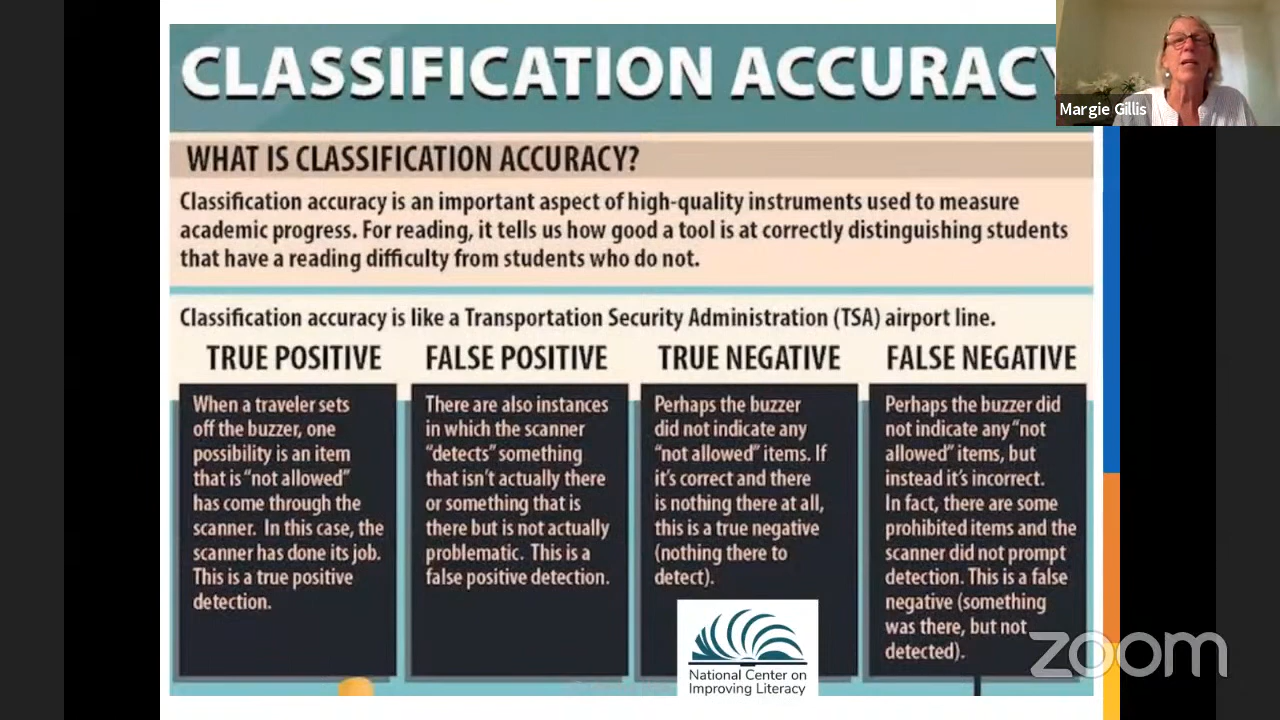 CLASSIFICATION ACCURACY
Margie Gillis
WHAT IS CLASSIFICATION ACCURACY?
Classification accuracy is an important aspect of high-quality instruments used to measure
academic progress. For reading, it tells us how good a tool is at correctly distinguishing students
that have a reading difficulty from students who do not.
Classification accuracy is like a Transportation Security Administration (TSA) airport line.
TRUE POSITIVE
When a traveler sets
off the buzzer, one
possibility is an item
that is "not allowed"
has come through the
scanner. In this case, the
scanner has done its job.
This is a true positive
detection.
FALSE POSITIVE
There are also instances
in which the scanner
"detects" something
that isn't actually there
or something that is
there but is not actually
problematic. This is a
false positive detection.
TRUE NEGATIVE
Perhaps the buzzer
did not indicate any
"not allowed" items. If
it's correct and there
is nothing there at all,
this is a true negative
(nothing there to
detect).
FALSE NEGATIVE
Perhaps the buzzer did
not indicate any "not
allowed" items, but
instead it's incorrect.
In fact, there are some
prohibited items and the
scanner did not prompt
detection. This is a false
negative (something
was there, but not
detected).
National Center on
Improving Literacy
zoom